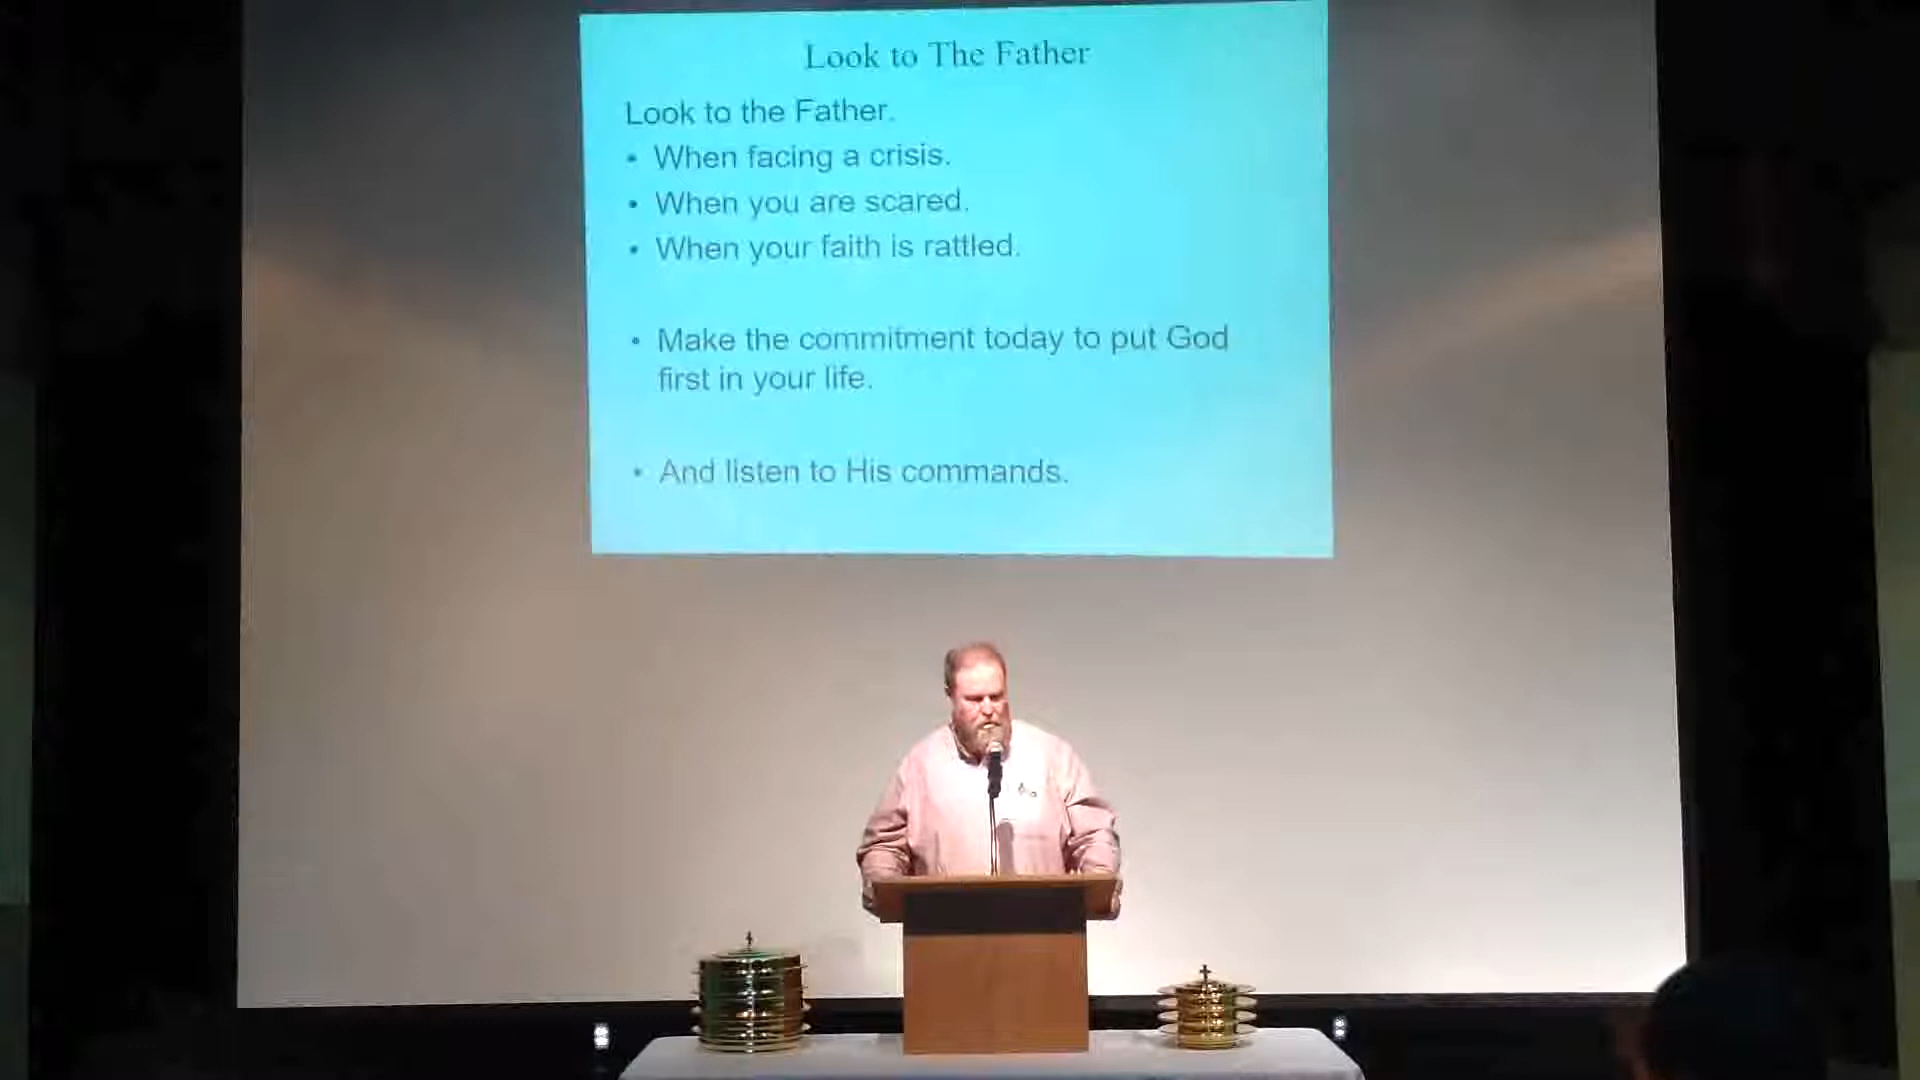 Look to The Father
Look to the Father.
• When facing a crisis.
• When you are scared.
• When your faith is rattled.
• Make the commitment today to put God
first in your life.
• And listen to His commands.